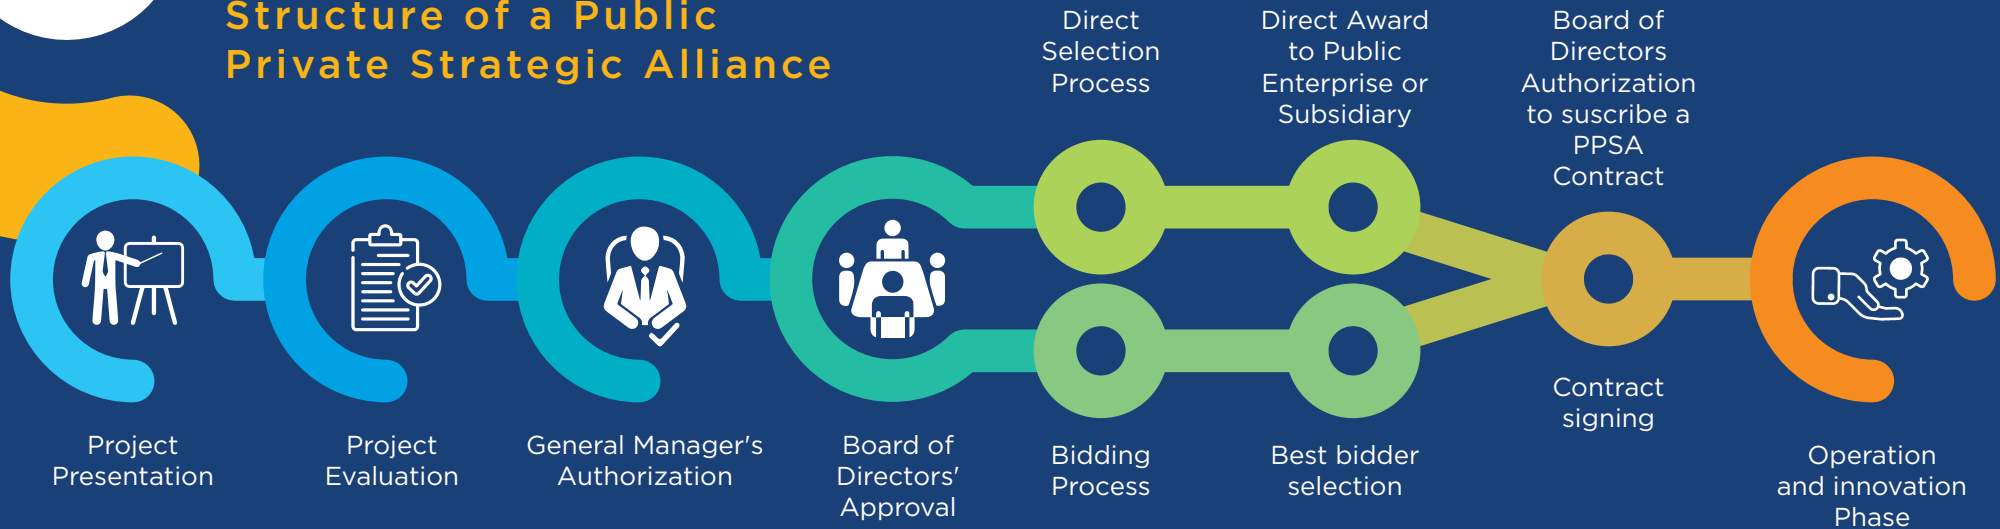 Structure of a Public
Private Strategic Alliance
Project
Presentation
Project
Evaluation
General Manager's
Authorization
Board of
Directors'
Approval
Direct
Selection
Process
Direct Award
to Public
Enterprise or
Subsidiary
Bidding
Process
Best bidder
selection
Board of
Directors
Authorization
to suscribe a
PPSA
Contract
Contract
signing
Operation
and innovation
Phase